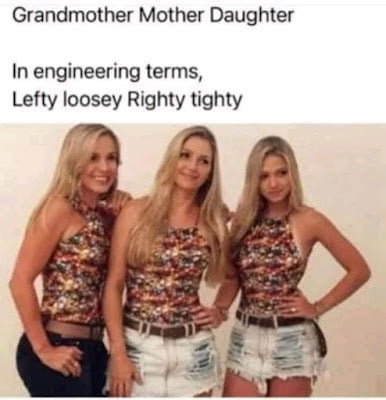 Grandmother Mother Daughter
In engineering terms,
Lefty loosey Righty tighty